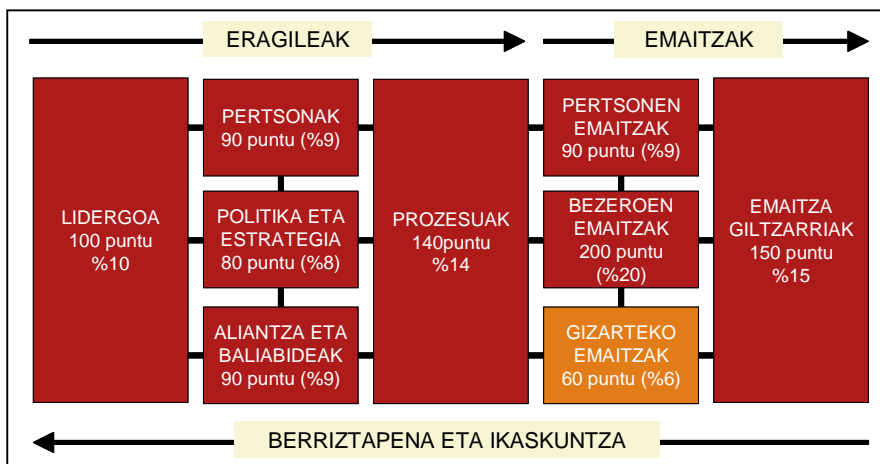 ERAGILEAK
EMAITZAK
LIDERGOA
100 puntu
%10
PERTSONAK
90 puntu (%9)
POLITIKA ETA
ESTRATEGIA
80 puntu (%8)
ALIANTZA ETA
BALIABIDEAK
90 puntu (%9)
PROZESUAK
140puntu
%14
PERTSONEN
EMAITZAK
90 puntu (%9)
BEZEROEN
EMAITZAK
200 puntu
(%20)
GIZARTEKO
EMAITZAK
60 puntu (%6)
EMAITZA
GILTZARRIAK
150 puntu
%15
BERRIZTAPENA ETA IKASKUNTZA